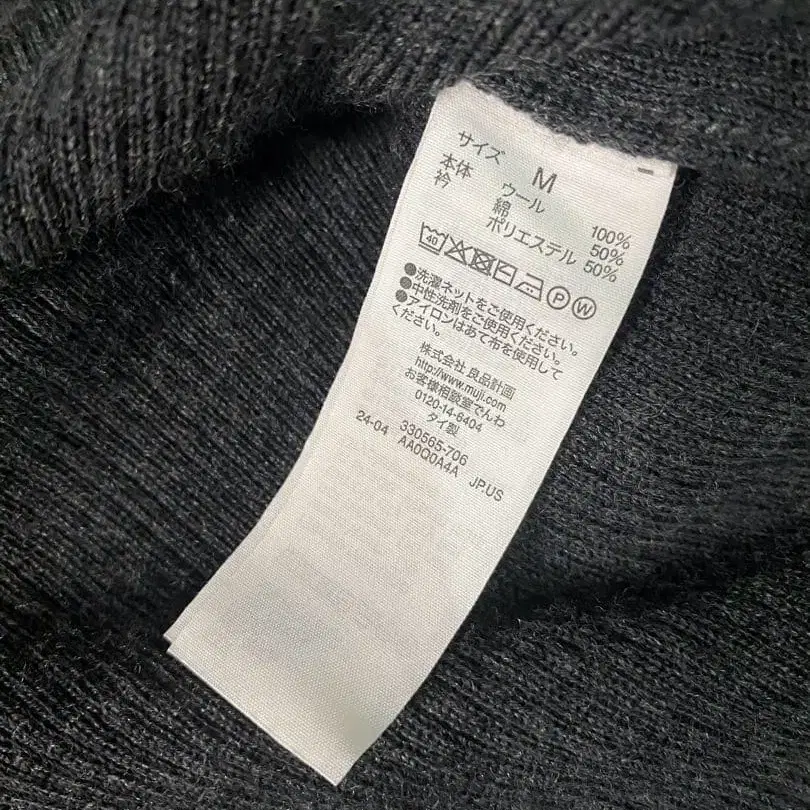 サイズ M
本体 ウール 100%
衿 綿 50%
ポリエステル 50%
40 P W
●洗濯ネットをご使用ください。
●中性洗剤をご使用ください。
●アイロンはあて布を使用して
ください。
株式会社 良品計画
http://www.muji.com
お客様相談室でんわ
0120-14-6404
タイ製
24-04 330565-706
AA0Q0A4A JP.US